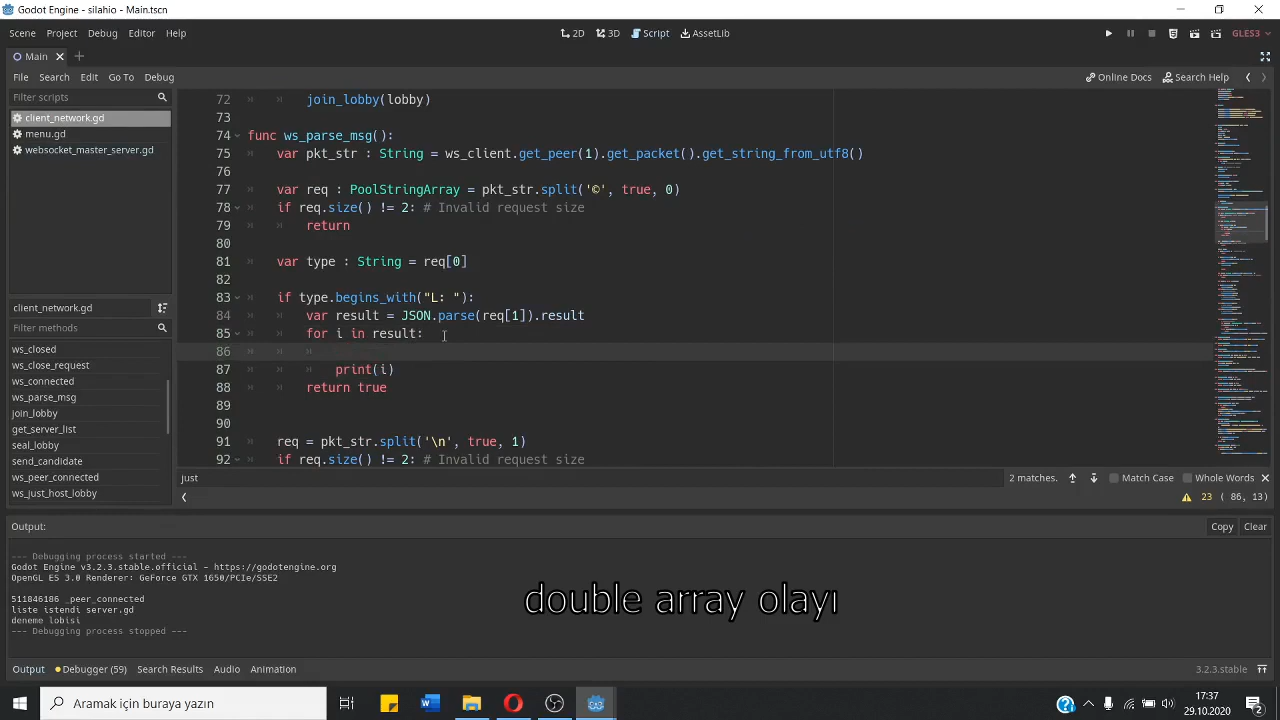 Godot Engine - silahio - Main.tscn
Scene Project Debug Editor Help
2D 3D Script AssetLib
GLES3
Main
File Search Edit Go To Debug
Online Docs Search Help
Filter scripts
client_network.gd
menu.gd
websocket_master_server.gd
client_network.gd
Filter methods
ws_closed
ws_close_request
ws_connected
ws_parse_msg
join_lobby
get_server_list
seal_lobby
send_candidate
ws_peer_connected
ws_just_host_lobby
72 join_lobby(lobby)
73
74 func ws_parse_msg():
75 var pkt_str : String = ws_client.get_peer(1).get_packet().get_string_from_utf8()
76
77 var req : PoolStringArray = pkt_str.split('©', true, 0)
78 if req.size() != 2: # Invalid request size
79 return
80
81 var type : String = req[0]
82
83 if type.begins_with("L: "):
84 var result = JSON.parse(req[1]).result
85 for i in result:
86
87 print(i)
88 return true
89
90
91 req = pkt_str.split('\n', true, 1)
92 if req.size() != 2: # Invalid request size
just
2 matches.
Match Case Whole Words
23 ( 86, 13)
Output:
Copy Clear
--- Debugging process started ---
Godot Engine v3.2.3.stable.official - https://godotengine.org
OpenGL ES 3.0 Renderer: GeForce GTX 1650/PCIe/SSE2
511846186 _peer_connected
liste istendi server.gd
deneme lobisi
--- Debugging process stopped ---
double array olayı
Output Debugger (59) Search Results Audio Animation
3.2.3.stable
Aramak için buraya yazın
17:37
29.10.2020
2